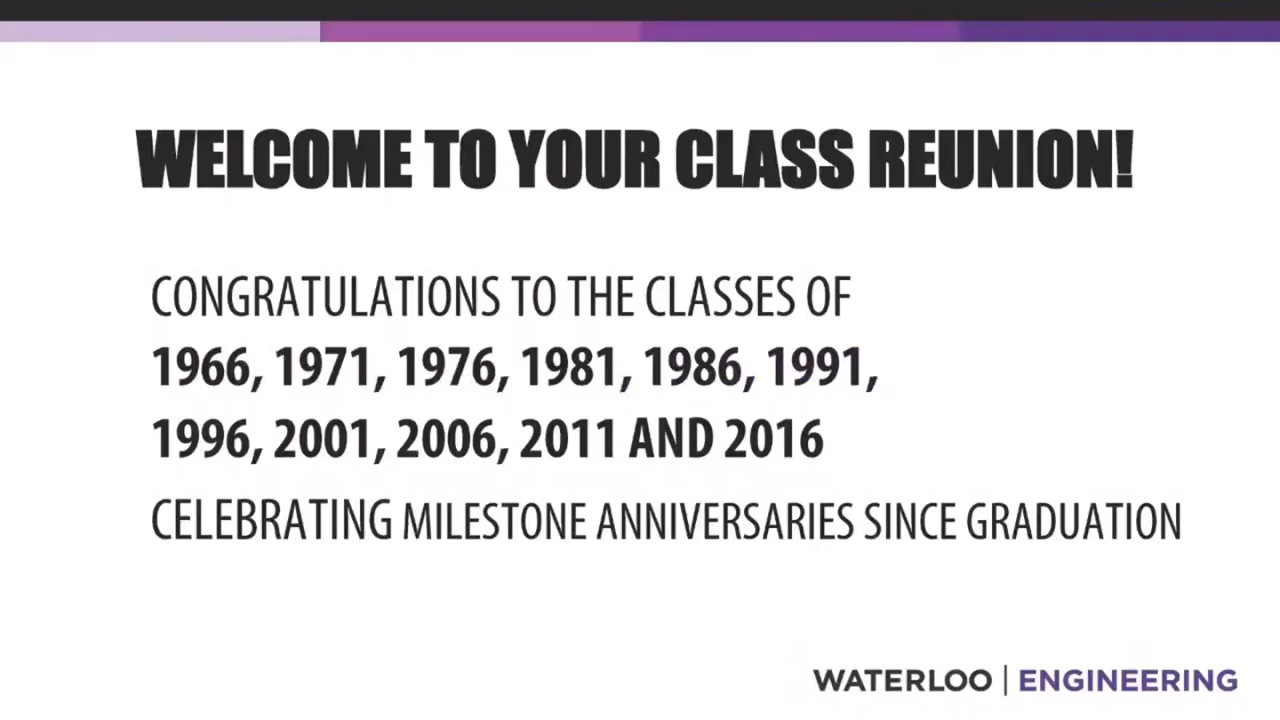 WELCOME TO YOUR CLASS REUNION!
CONGRATULATIONS TO THE CLASSES OF
1966, 1971, 1976, 1981, 1986, 1991,
1996, 2001, 2006, 2011 AND 2016
CELEBRATING MILESTONE ANNIVERSARIES SINCE GRADUATION
WATERLOO | ENGINEERING